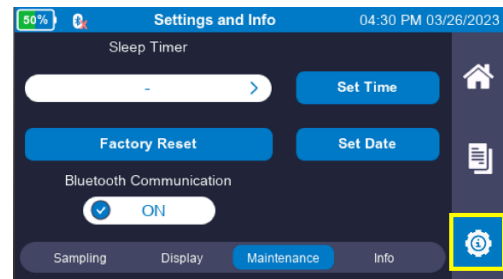 50% Settings and Info 04:30 PM 03/26/2023
Sleep Timer
- Set Time
Factory Reset Set Date
Bluetooth Communication
ON
Sampling Display Maintenance Info